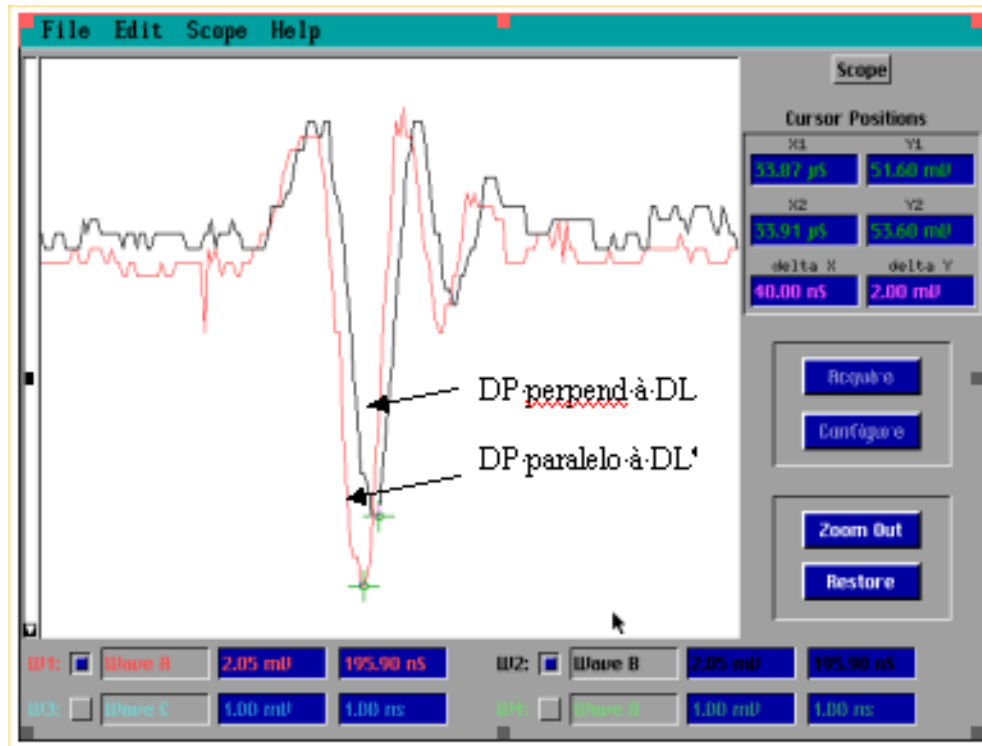 File Edit Scope Help
Scope
Cursor Positions
X1 Y1
33.87 µS 51.60 mV
X2 Y2
33.91 µS 53.60 mV
delta X delta Y
40.00 nS 2.00 mV
Acquire
Configure
DP·perpend·à·DL
DP·paralelo·à·DL
Zoom Out
Restore
W1: Wave A 2.05 mV 195.90 nS W2: Wave B 2.05 mV 195.90 nS
W3: Wave C 1.00 mV 1.00 ns W4: Wave D 1.00 mV 1.00 ns